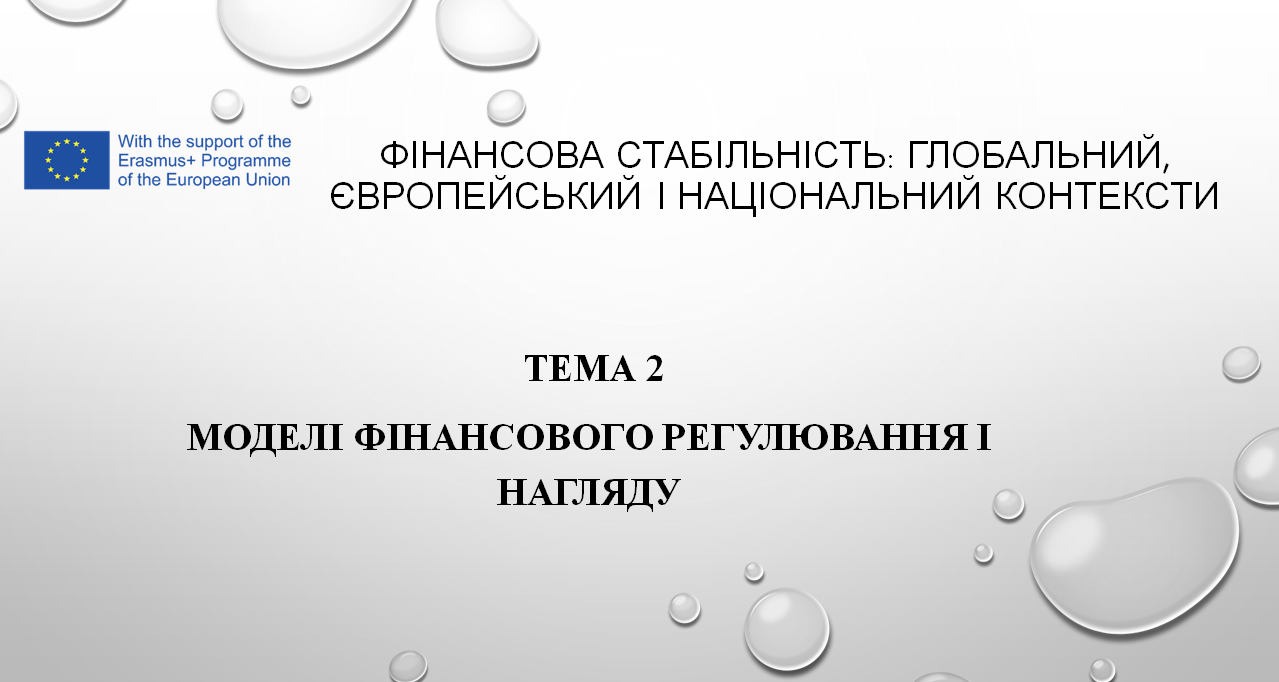 With the support of the
Erasmus+ Programme
of the European Union
ФІНАНСОВА СТАБІЛЬНІСТЬ: ГЛОБАЛЬНИЙ,
ЄВРОПЕЙСЬКИЙ І НАЦІОНАЛЬНИЙ КОНТЕКСТИ
ТЕМА 2
МОДЕЛІ ФІНАНСОВОГО РЕГУЛЮВАННЯ І
НАГЛЯДУ